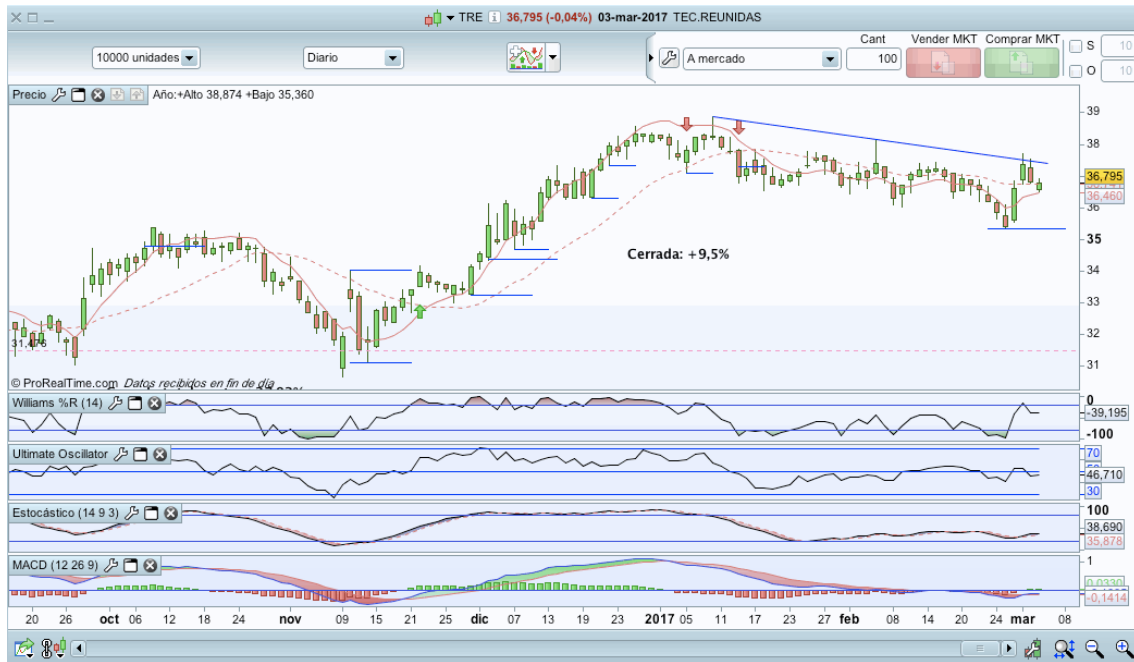 TRE 36,795 (-0,04%) 03-mar-2017 TEC.REUNIDAS
10000 unidades
Diario
A mercado
Cant
100
Vender MKT
Comprar MKT
S
10
O
10
Precio
Año:+Alto 38,874 +Bajo 35,360
39
38
36,795
36,460
36
35
34
33
32
31
Cerrada: +9,5%
31,476
© ProRealTime.com Datos recibidos en fin de día
Williams %R (14)
0
-39,195
-100
Ultimate Oscillator
70
46,710
30
Estocástico (14 9 3)
100
38,690
35,878
MACD (12 26 9)
1
0,0330
-0,1414
20 26 oct 06 12 18 24 nov 09 15 21 25 dic 07 13 19 23 2017 05 11 17 23 27 feb 08 14 20 24 mar 08